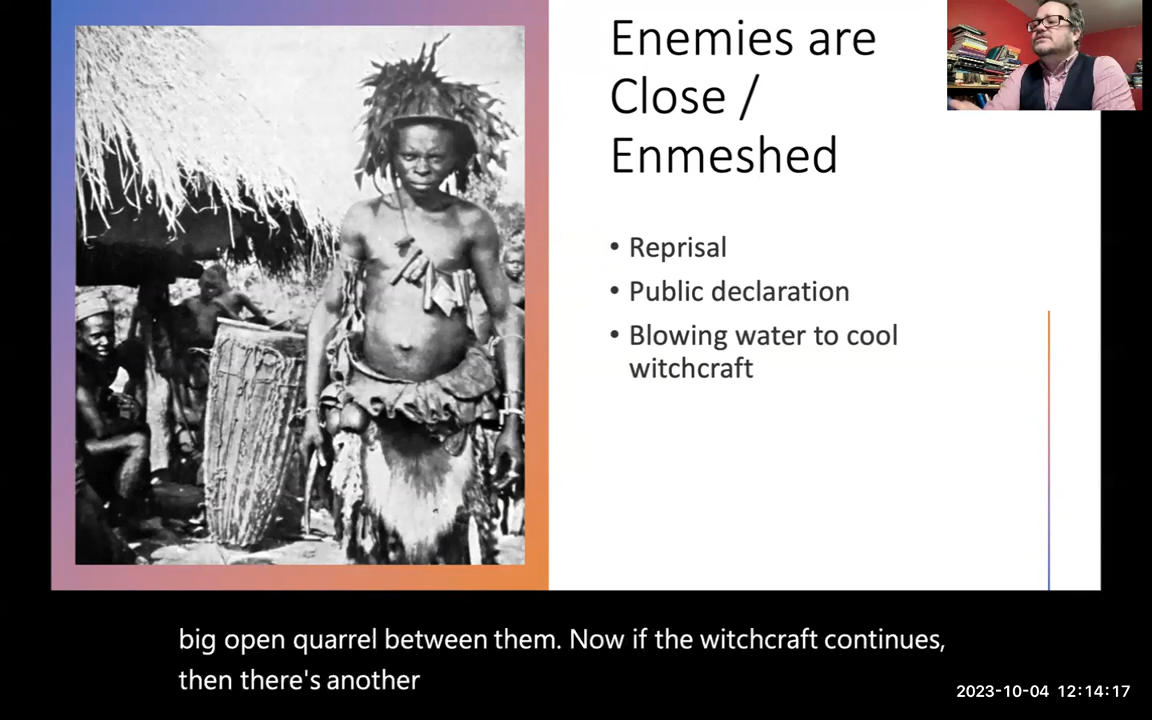 Enemies are
Close /
Enmeshed
• Reprisal
• Public declaration
• Blowing water to cool
witchcraft
big open quarrel between them. Now if the witchcraft continues,
then there's another
2023-10-04 12:14:17